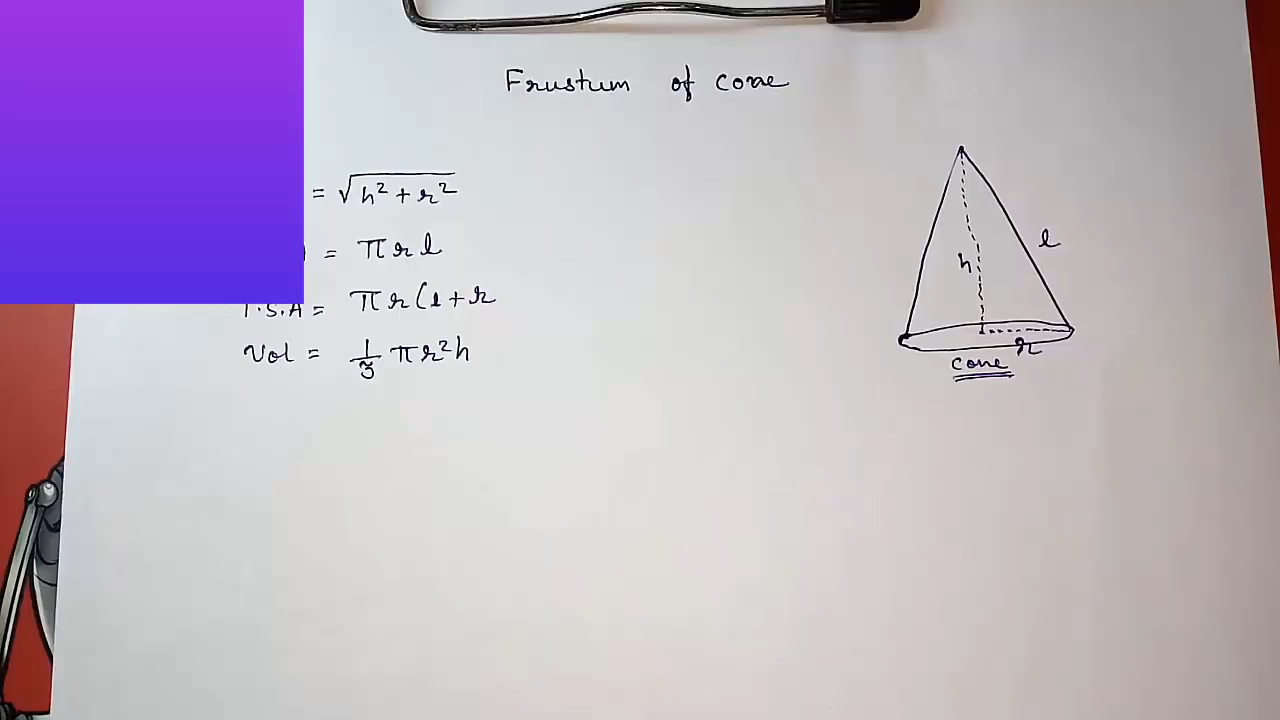 Frustum of cone
= √h² + r²
= πrl
T.S.A = πr(l + r
Vol = 1/3 πr²h
h
l
r
cone